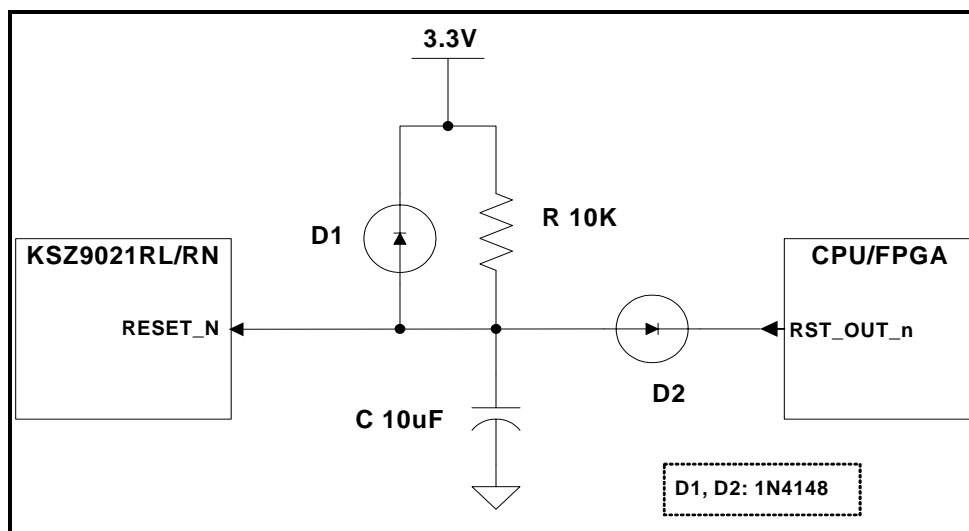 3.3V
D1
R 10K
KSZ9021RL/RN
CPU/FPGA
RESET_N
RST_OUT_n
D2
C 10uF
D1, D2: 1N4148